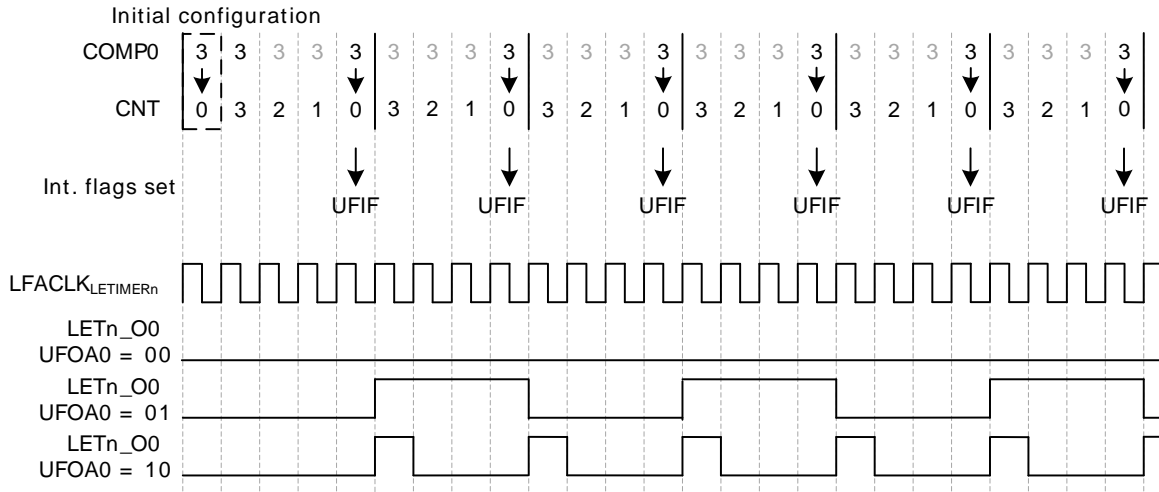 Initial configuration
COMP0 3 3 3 3 3 3 3 3 3 3 3 3 3 3 3 3 3 3 3 3 3 3 3 3 3
CNT 0 3 2 1 0 3 2 1 0 3 2 1 0 3 2 1 0 3 2 1 0 3 2 1 0
Int. flags set
UFIF UFIF UFIF UFIF UFIF UFIF
LFACLKLETIMERn
LETn_O0
UFOA0 = 00
LETn_O0
UFOA0 = 01
LETn_O0
UFOA0 = 10